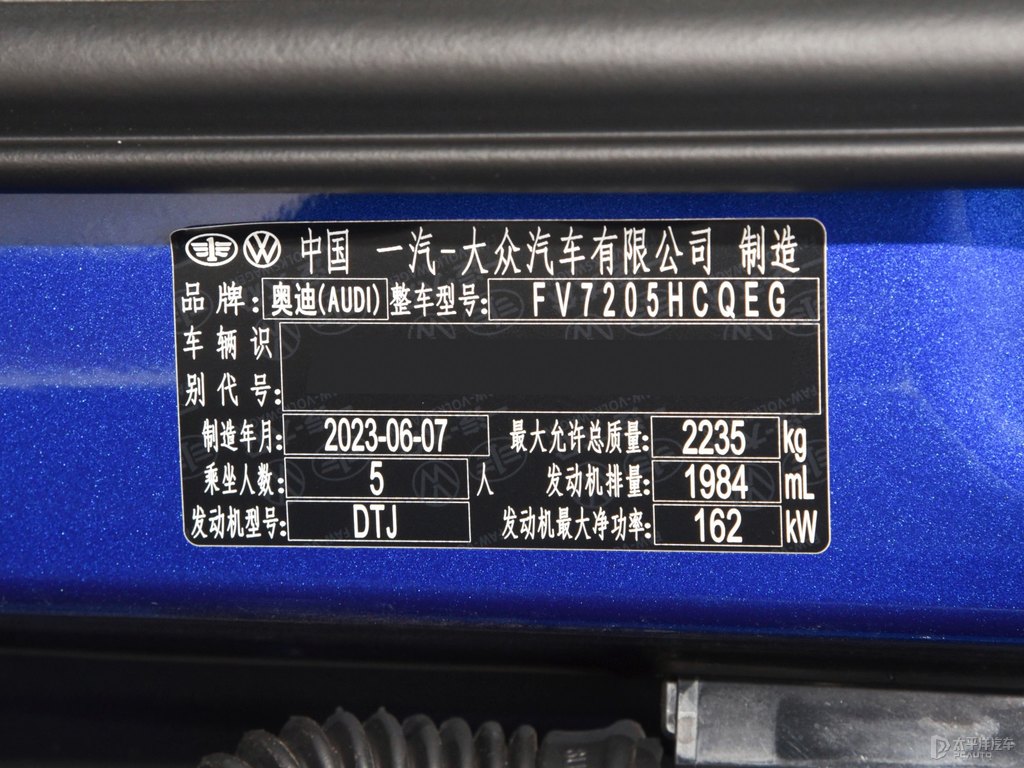 中国 一汽-大众汽车有限公司 制造
品牌: 奥迪(AUDI) 整车型号: FV7205HCQEG
车辆识
别代号:
制造年月: 2023-06-07 最大允许总质量: 2235 kg
乘坐人数: 5 人 发动机排量: 1984 mL
发动机型号: DTJ 发动机最大净功率: 162 kW
太平洋汽车
PCAUTO